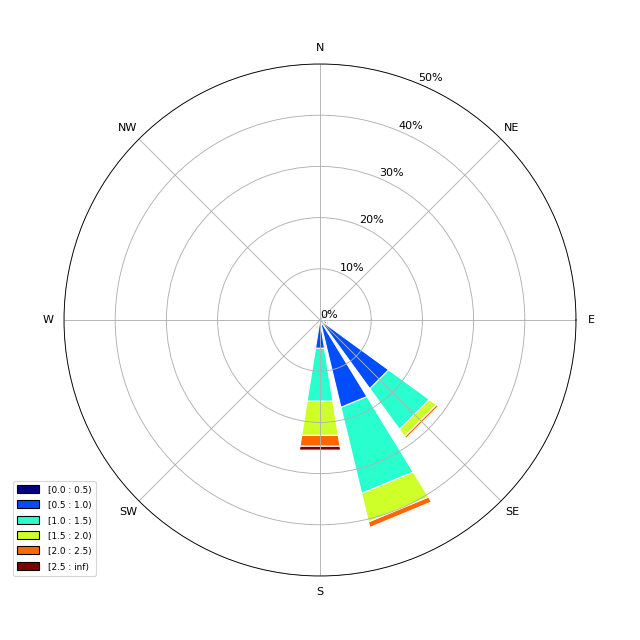 N
50%
NW
40%
NE
30%
20%
10%
W
0%
E
[0.0 : 0.5)
[0.5 : 1.0)
SW
SE
[1.0 : 1.5)
[1.5 : 2.0)
[2.0 : 2.5)
[2.5 : inf)
S